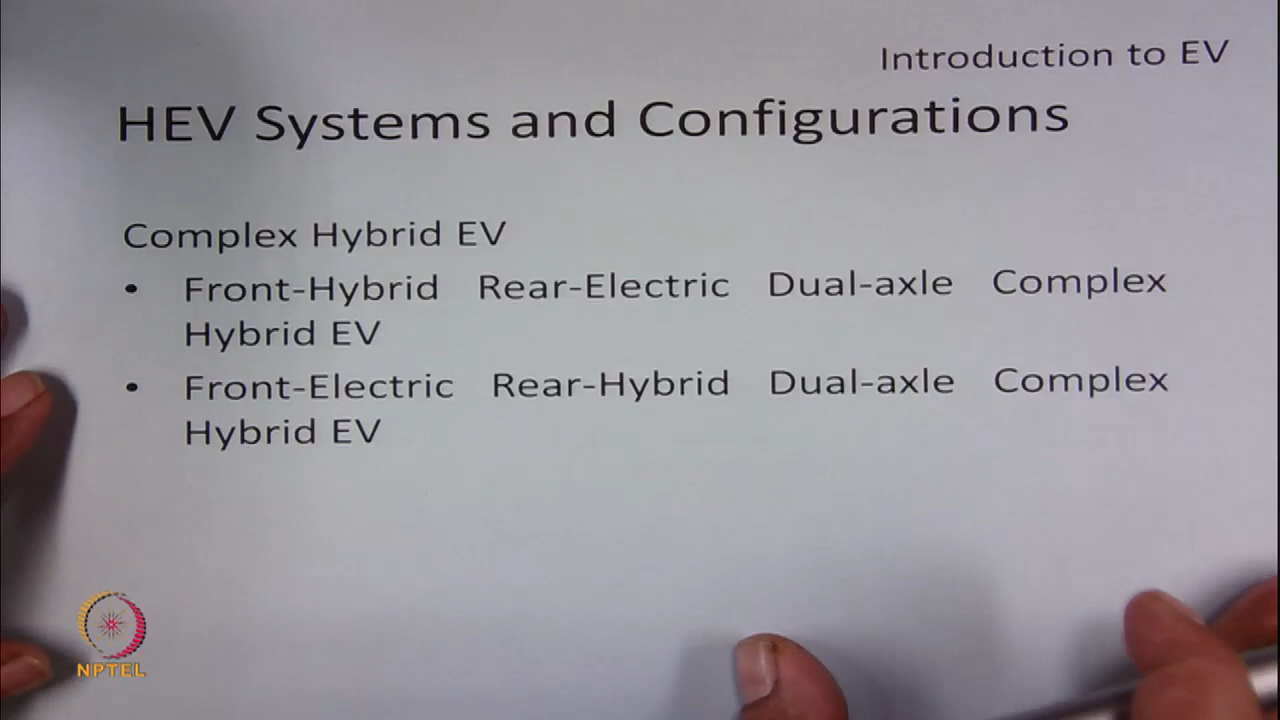 Introduction to EV
HEV Systems and Configurations
Complex Hybrid EV
• Front-Hybrid Rear-Electric Dual-axle Complex
Hybrid EV
• Front-Electric Rear-Hybrid Dual-axle Complex
Hybrid EV
NPTEL